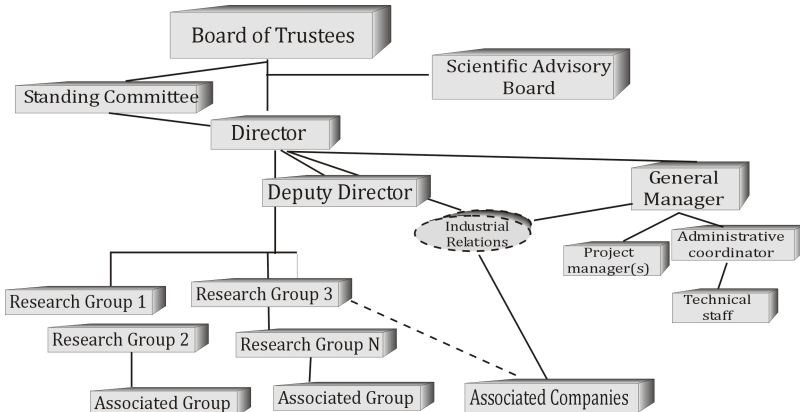 Board of Trustees
Scientific Advisory
Board
Standing Committee
Director
Deputy Director
General
Manager
Industrial
Relations
Project
manager(s)
Administrative
coordinator
Technical
staff
Research Group 1
Research Group 3
Research Group 2
Research Group N
Associated Group
Associated Group
Associated Companies